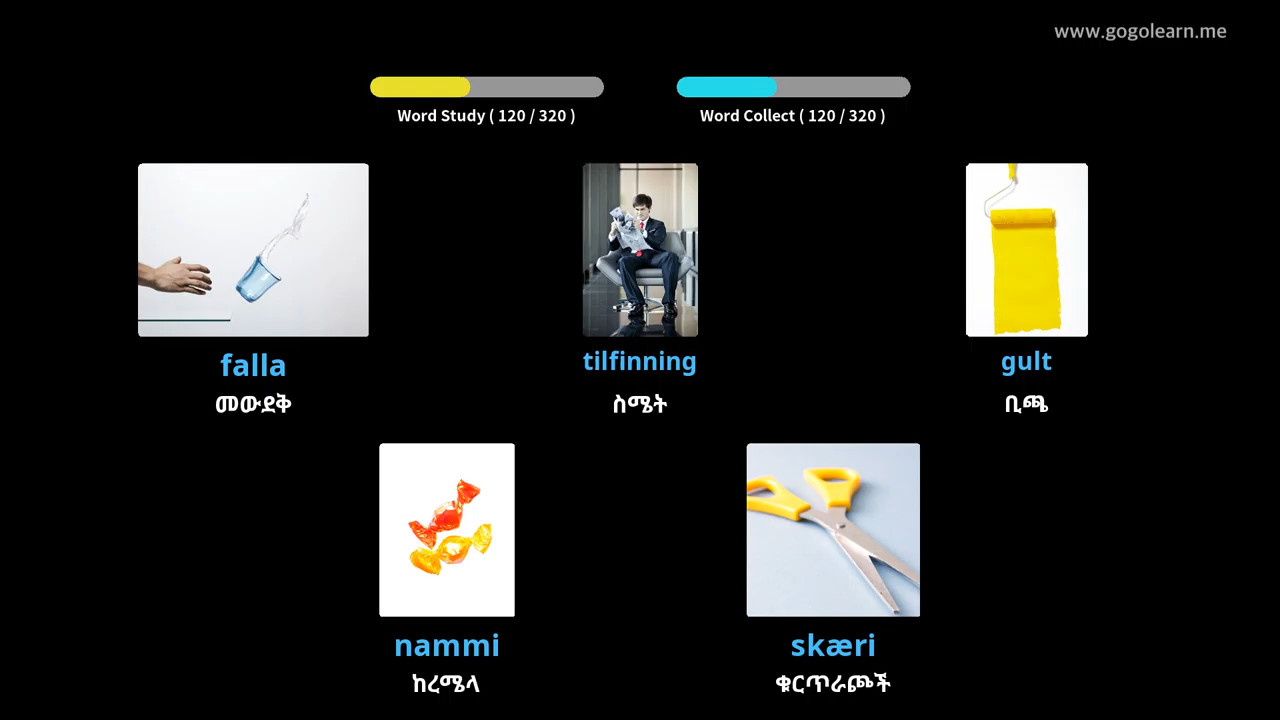 www.gogolearn.me
Word Study ( 120 / 320 )
Word Collect ( 120 / 320 )
falla
መውደቅ
tilfinning
ስሜት
gult
ቢጫ
nammi
ከረሜላ
skæri
ቁርጥራጮች